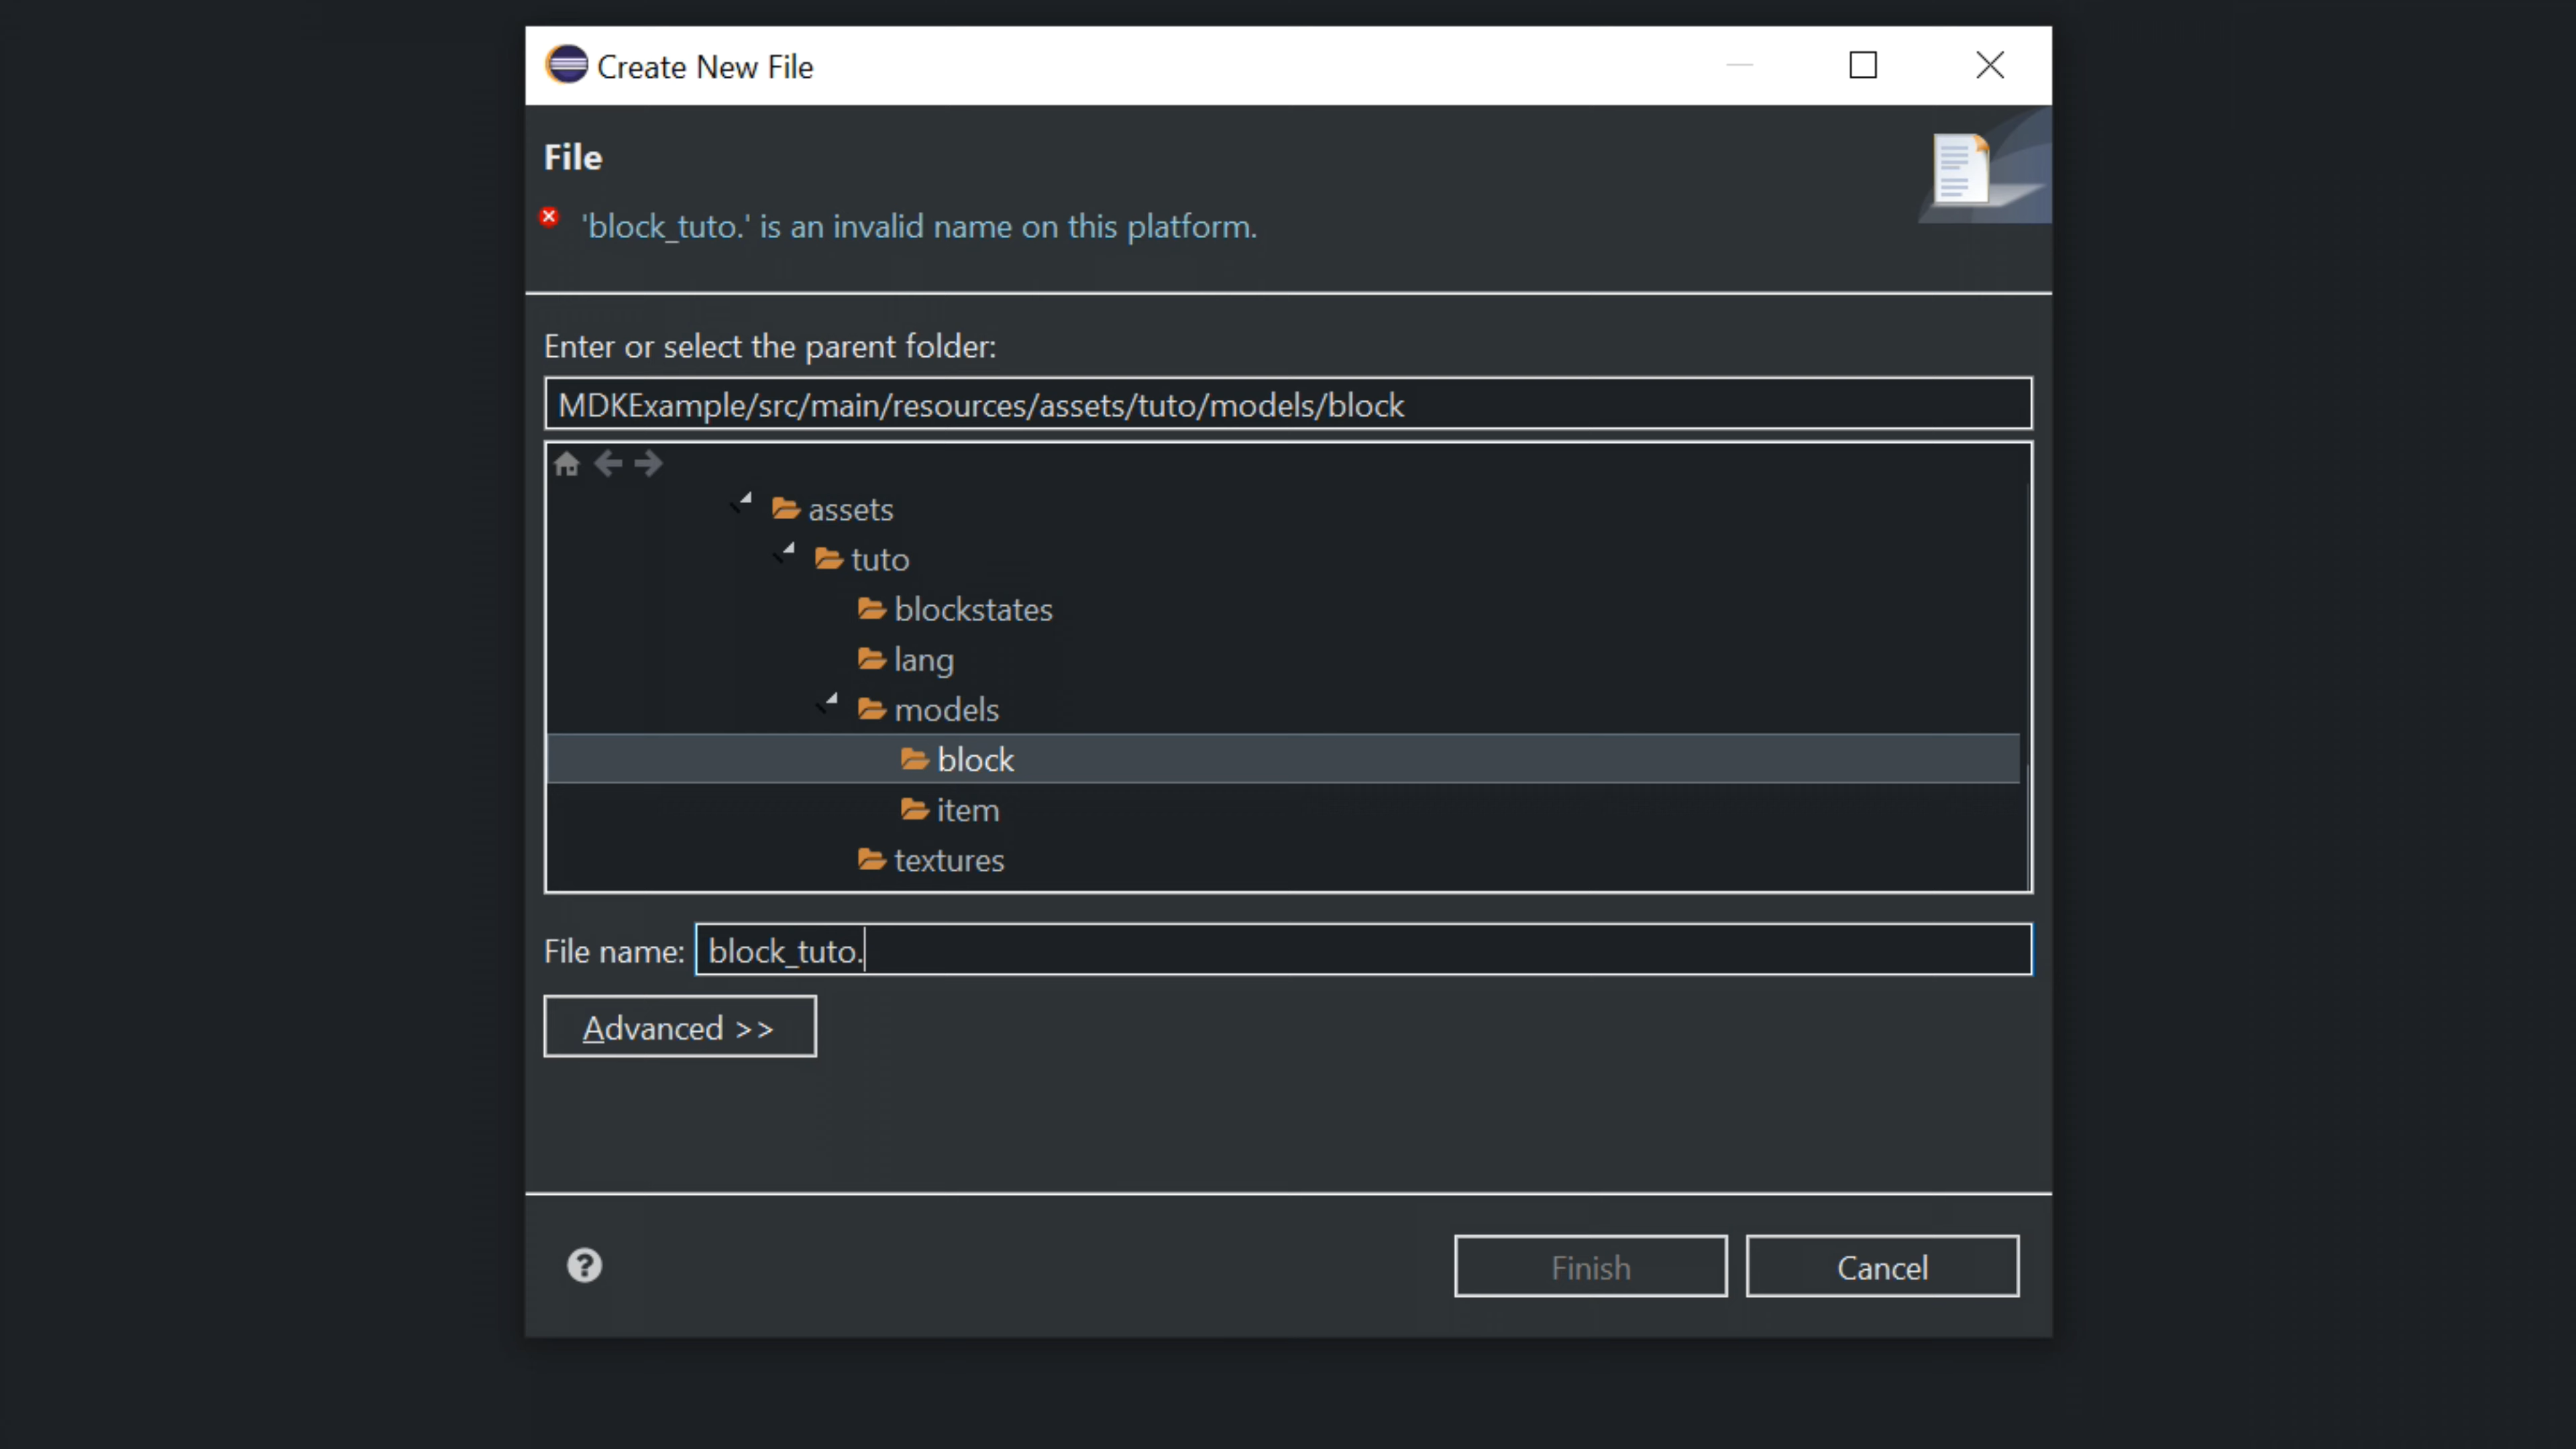 Create New File
File
'block_tuto.' is an invalid name on this platform.
Enter or select the parent folder:
MDKExample/src/main/resources/assets/tuto/models/block
assets
tuto
blockstates
lang
models
block
item
textures
File name: block_tuto.
Advanced >>
Finish Cancel